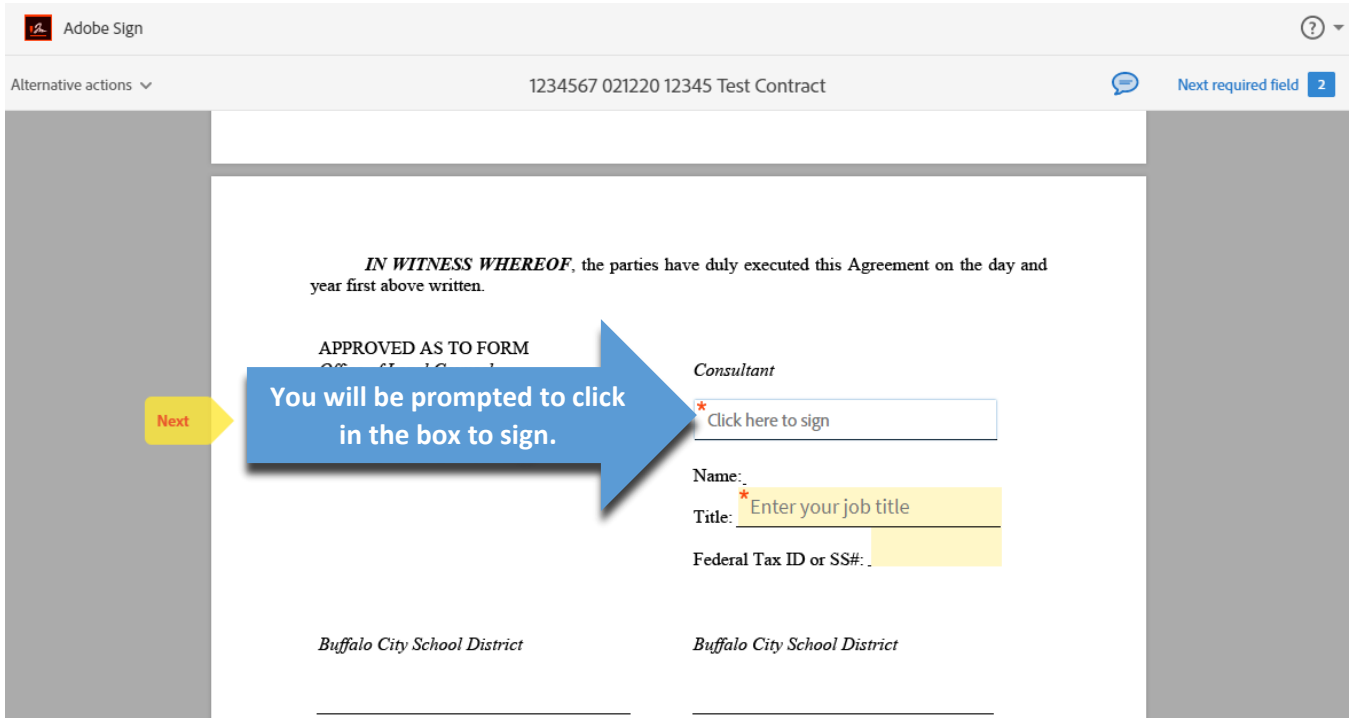 Adobe Sign
?
Alternative actions
1234567 021220 12345 Test Contract
Next required field 2
IN WITNESS WHEREOF, the parties have duly executed this Agreement on the day and
year first above written.
APPROVED AS TO FORM
Consultant
You will be prompted to click
in the box to sign.
Next
* Click here to sign
Name:
Title: * Enter your job title
Federal Tax ID or SS#:
Buffalo City School District
Buffalo City School District